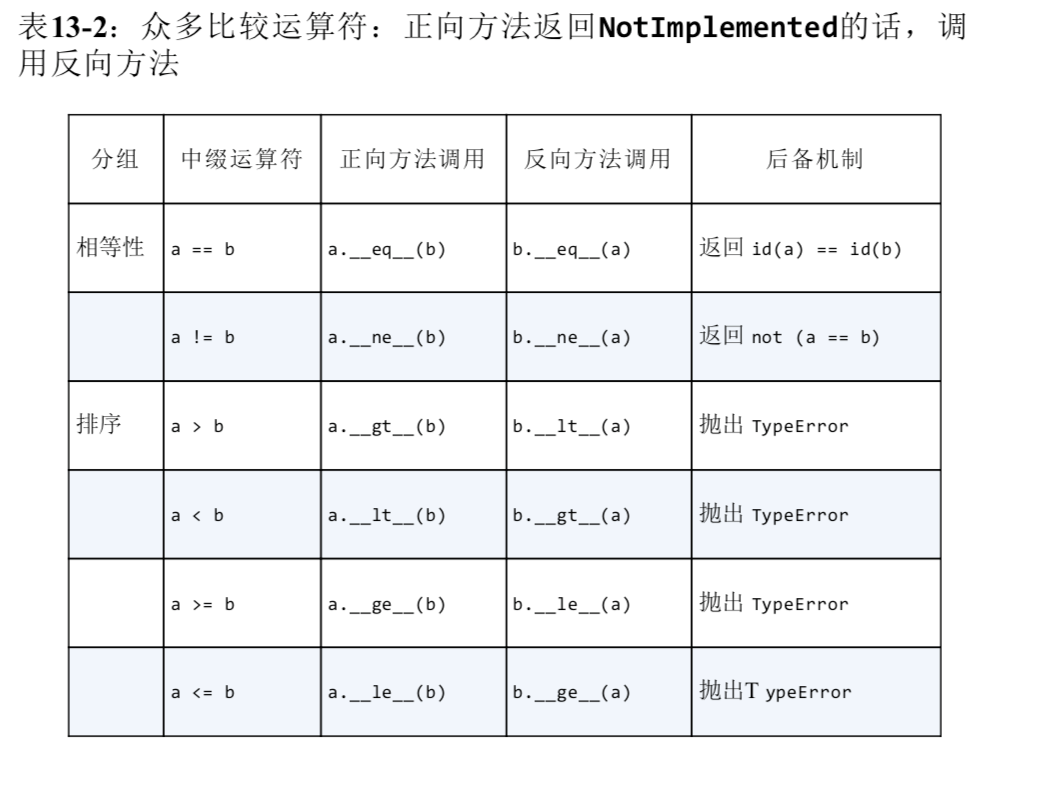 表13-2：众多比较运算符：正向方法返回NotImplemented的话，调
用反向方法
分组 中缀运算符 正向方法调用 反向方法调用 后备机制
相等性 a == b a.__eq__(b) b.__eq__(a) 返回 id(a) == id(b)
a != b a.__ne__(b) b.__ne__(a) 返回 not (a == b)
排序 a > b a.__gt__(b) b.__lt__(a) 抛出 TypeError
a < b a.__lt__(b) b.__gt__(a) 抛出 TypeError
a >= b a.__ge__(b) b.__le__(a) 抛出 TypeError
a <= b a.__le__(b) b.__ge__(a) 抛出T ypeError